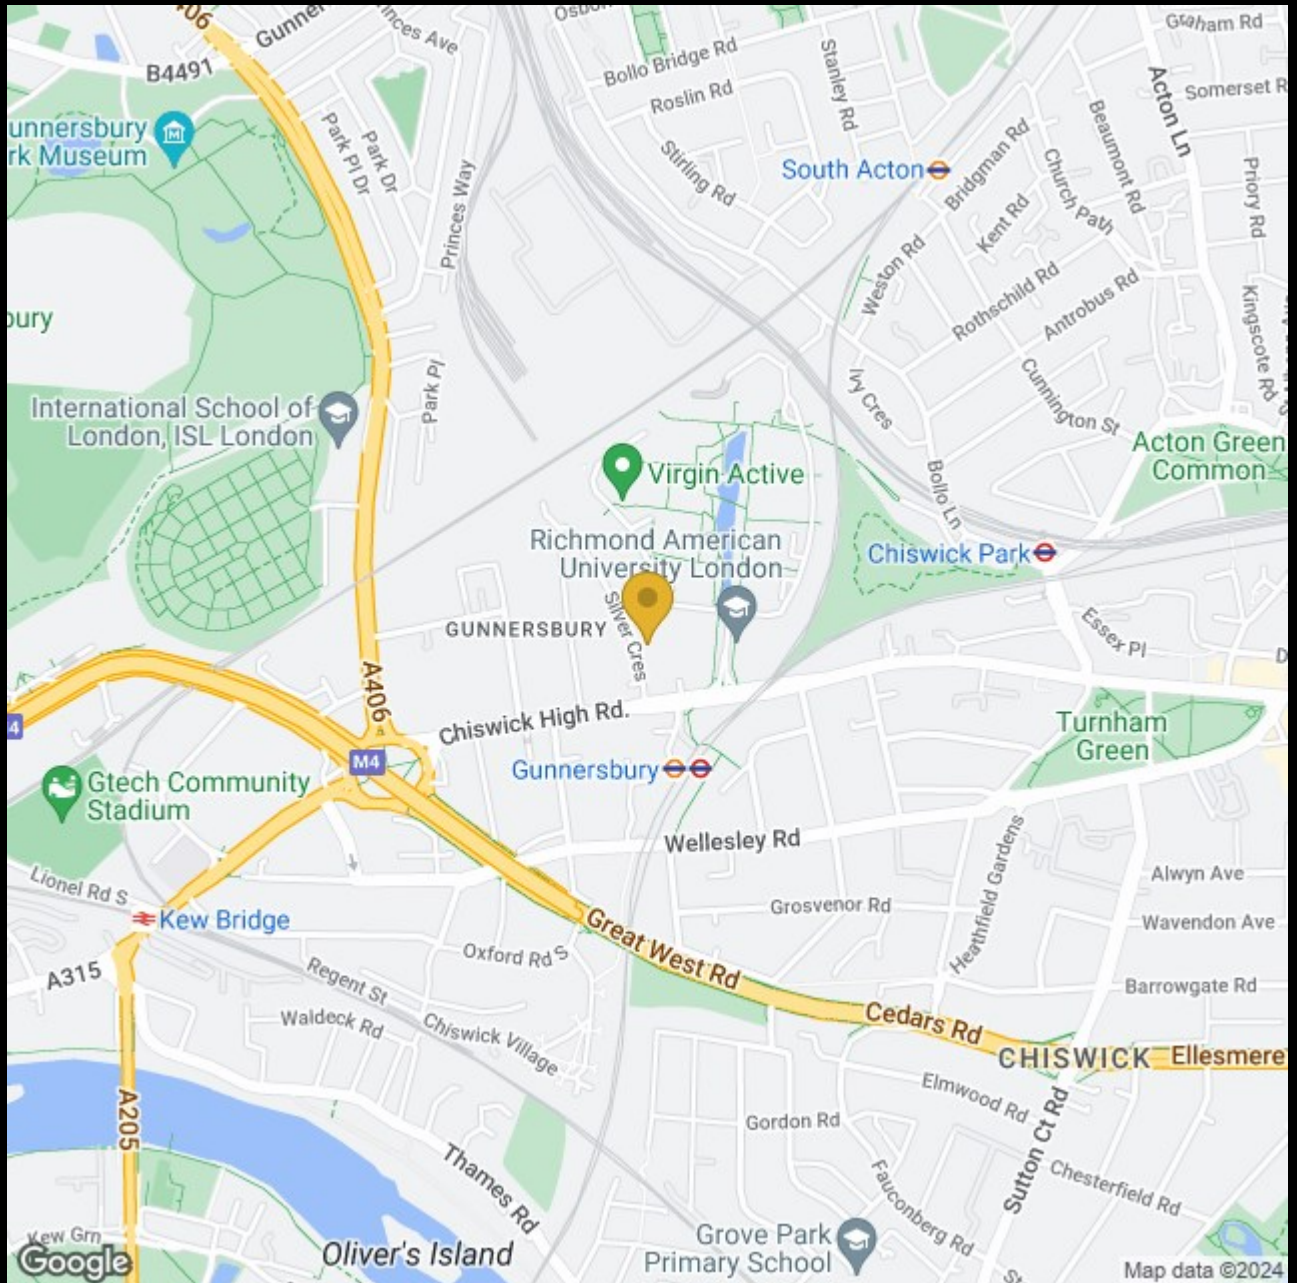 406
Gunner
inces Ave
B4491
Osbor
Bollo Bridge Rd
Roslin Rd
Stanley Rd
Graham Rd
Acton Ln
Somerset R
unnersbury
rk Museum
Park Pl Dr
Park Dr
Princes Way
Stirling Rd
South Acton
Bridgman Rd
Beaumont Rd
Church Path
Kent Rd
Priory Rd
Weston Rd
Rothschild Rd
Antrobus Rd
Kingscote Rd
bury
Park Pl
Ivy Cres
Cunnington St
International School of
London, ISL London
Acton Green
Common
Virgin Active
Bollo Ln
Richmond American
University London
Chiswick Park
Silver Cres
GUNNERSBURY
Essex Pl
D
A406
Chiswick High Rd.
4
M4
Turnham
Green
Gtech Community
Stadium
Gunnersbury
Wellesley Rd
Heathfield Gardens
Alwyn Ave
Lionel Rd S
Kew Bridge
Grosvenor Rd
Wavendon Ave
Great West Rd
Oxford Rd S
A315
Regent St
Barrowgate Rd
Waldeck Rd
Chiswick Village
Cedars Rd
CHISWICK
Ellesmere
Elmwood Rd
A205
Gordon Rd
Sutton Ct Rd
Thames Rd
Chesterfield Rd
Fauconberg Rd
Kew Grn
Oliver's Island
Grove Park
Primary School
St
Google
Map data ©2024